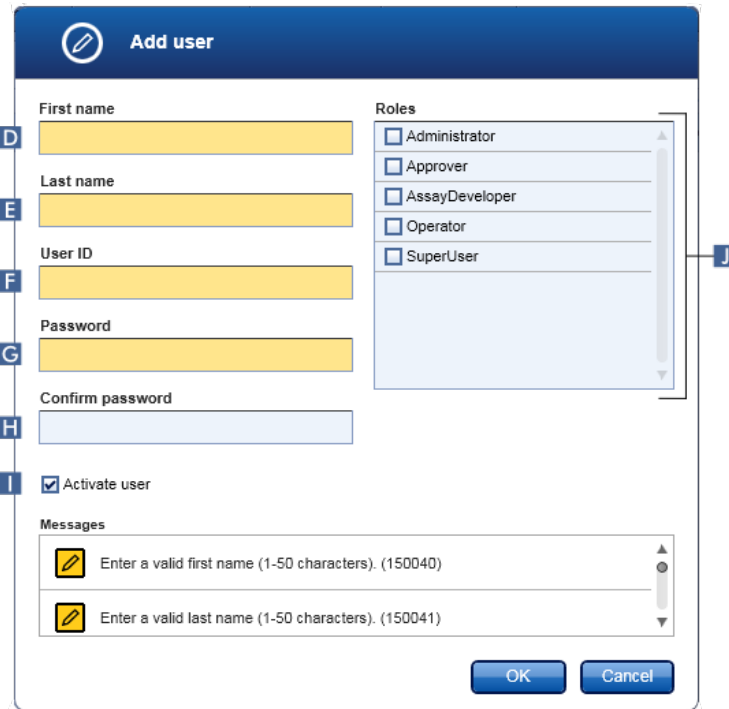 Add user
First name
D
Last name
E
User ID
F
Password
G
Confirm password
H
I
Activate user
Roles
Administrator
Approver
AssayDeveloper
Operator
SuperUser
J
Messages
Enter a valid first name (1-50 characters). (150040)
Enter a valid last name (1-50 characters). (150041)
OK
Cancel